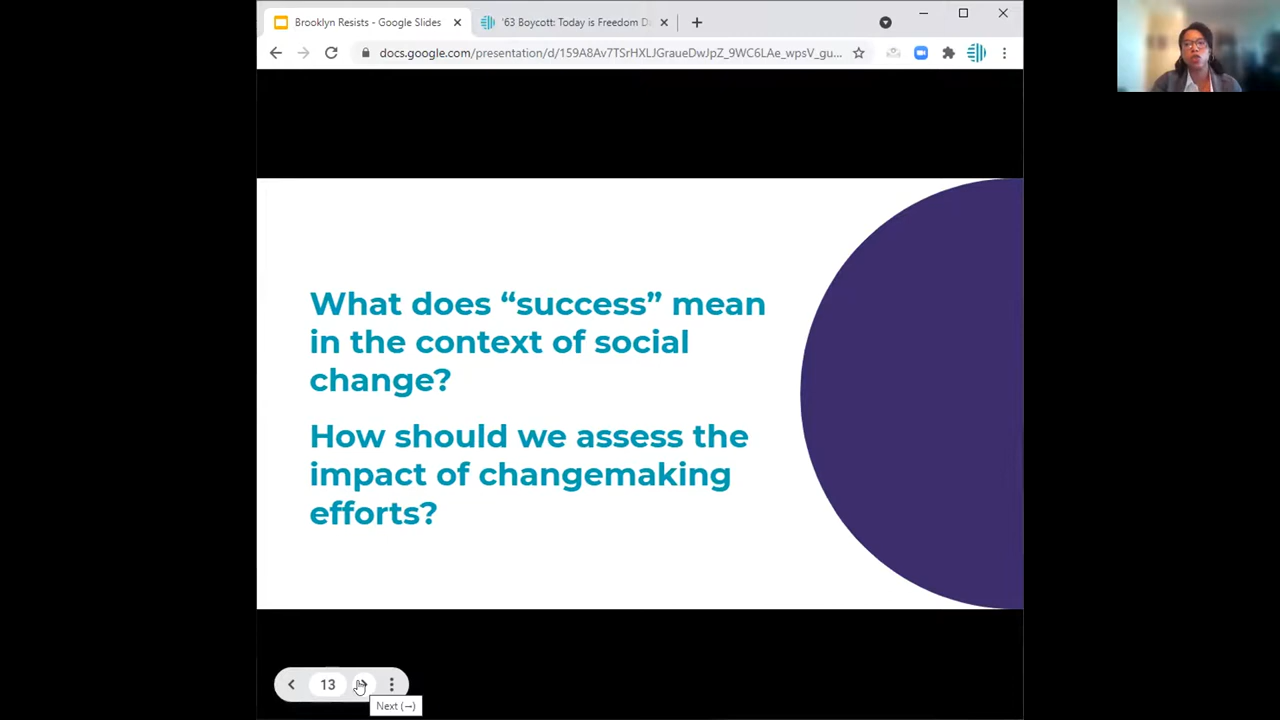 Brooklyn Resists - Google Slides
'63 Boycott: Today is Freedom D
docs.google.com/presentation/d/159A8Av7TSrHXLJGraueDwJpZ_9WC6LAe_wpsV_gu...
What does “success” mean
in the context of social
change?
How should we assess the
impact of changemaking
efforts?
13
Next (→)